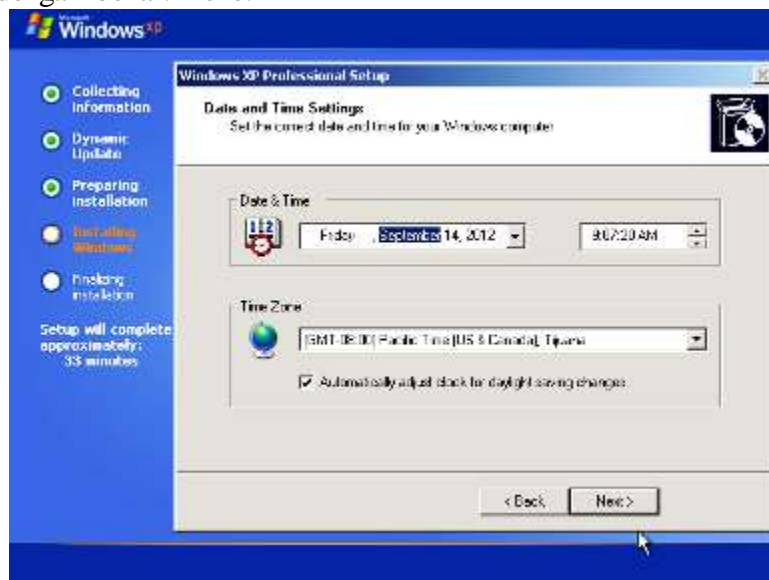 Microsoft
Windows xp
Collecting
information
Dynamic
Update
Preparing
installation
Installing
Windows
Finalizing
installation
Setup will complete
approximately:
33 minutes
Windows XP Professional Setup
Date and Time Settings
Set the correct date and time for your Windows computer
Date & Time
Friday , September 14, 2012
9:07:20 AM
Time Zone
(GMT-08:00) Pacific Time (US & Canada), Tijuana
Automatically adjust clock for daylight saving changes
< Back
Next >